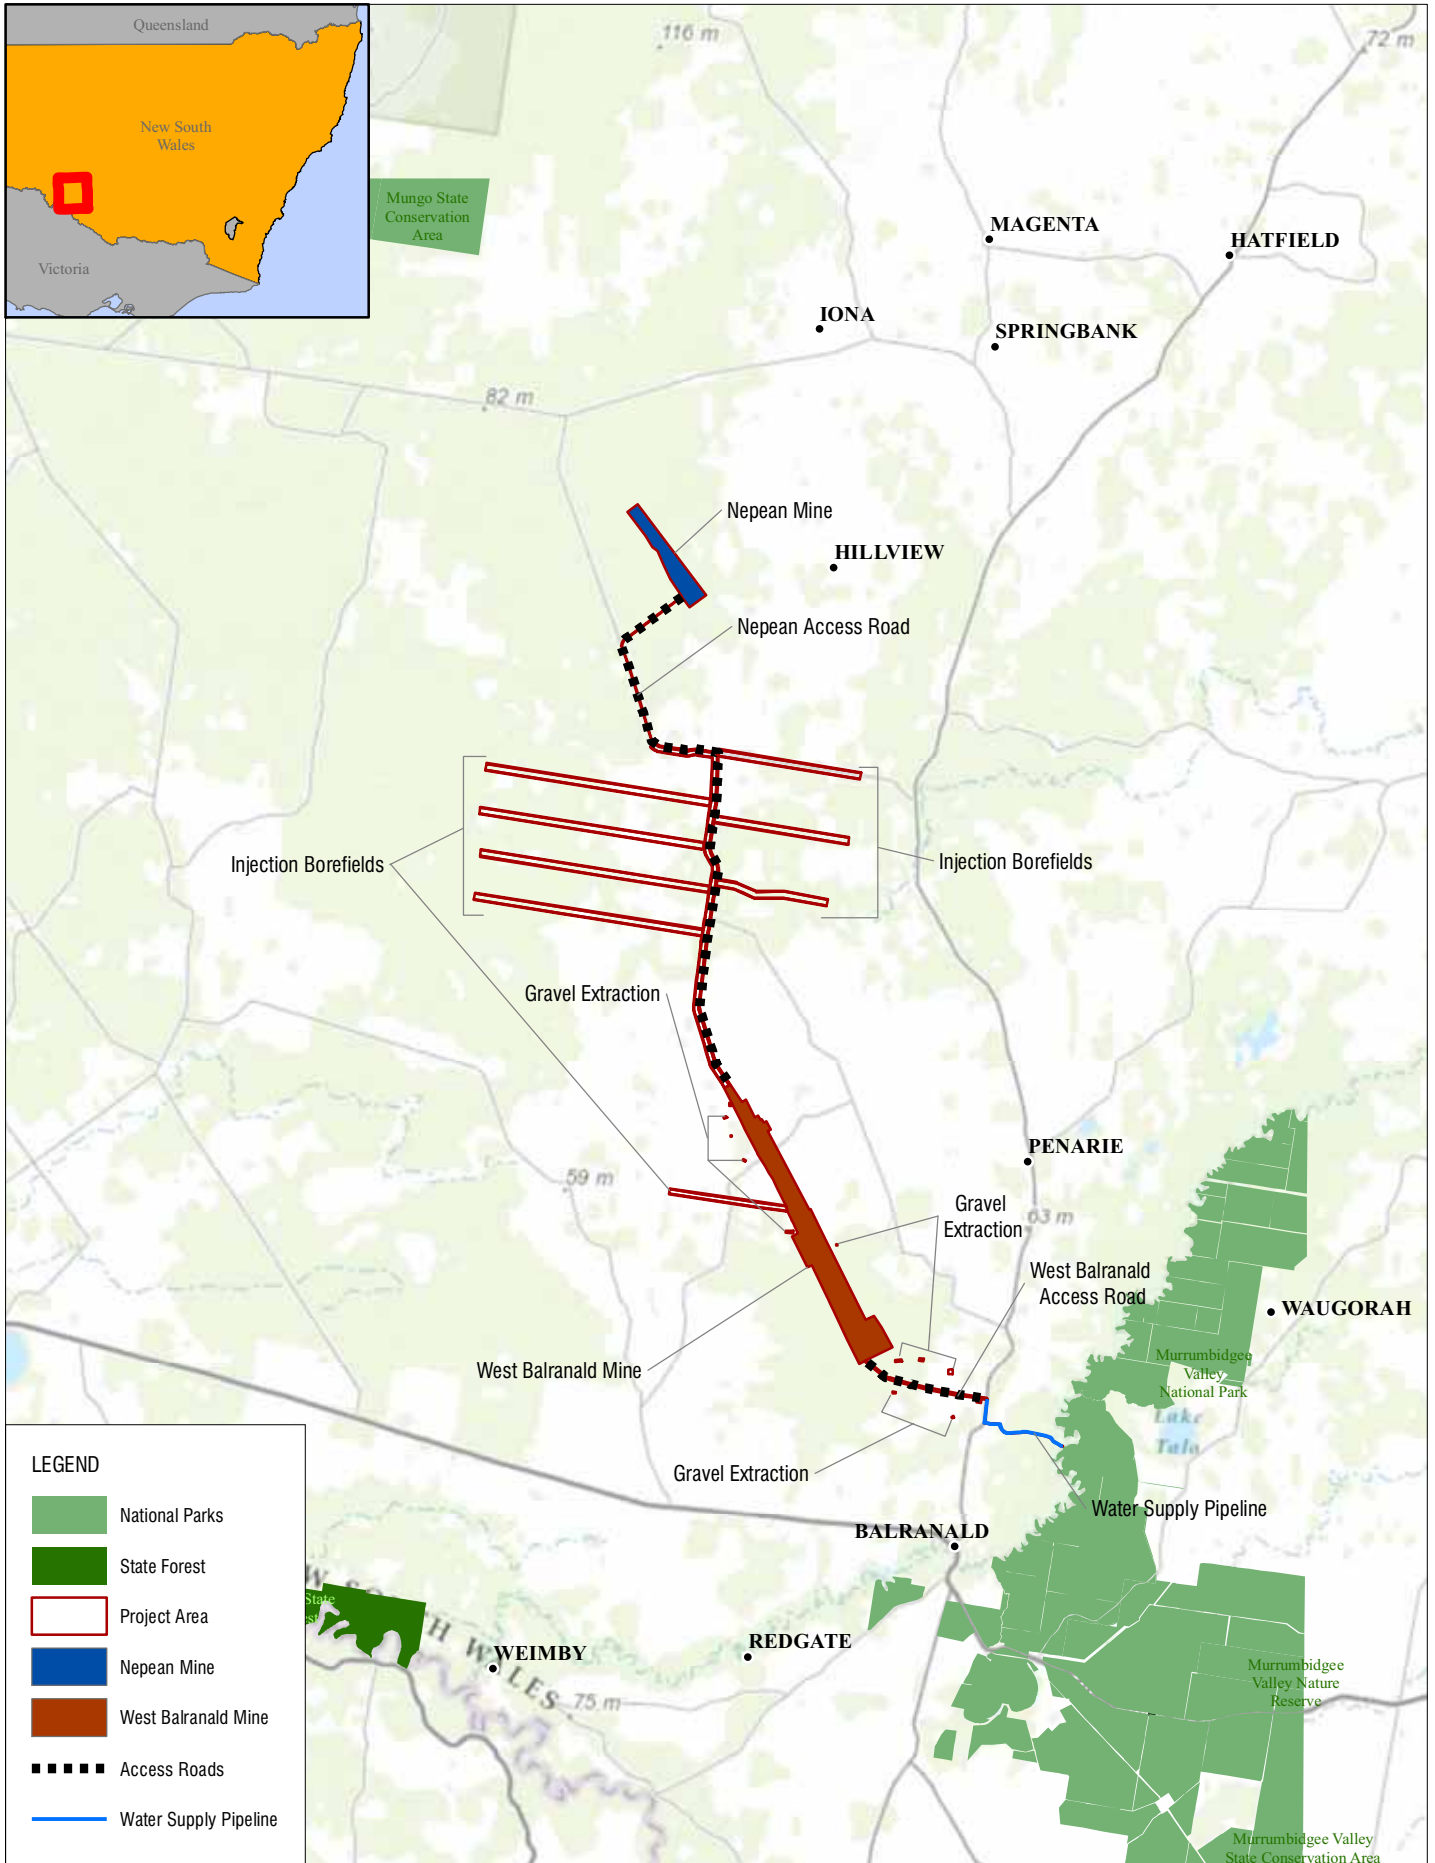 Queensland
New South
Wales
Victoria
116 m
72 m
Mungo State
Conservation
Area
MAGENTA
HATFIELD
IONA
SPRINGBANK
82 m
Nepean Mine
HILLVIEW
Nepean Access Road
Injection Borefields
Injection Borefields
Gravel Extraction
PENARIE
59 m
Gravel
Extraction
63 m
West Balranald
Access Road
WAUGORAH
Murrumbidgee
Valley
National Park
West Balranald Mine
Lake
Tala
Gravel Extraction
Water Supply Pipeline
BALRANALD
LEGEND
National Parks
State Forest
Project Area
Nepean Mine
West Balranald Mine
Access Roads
Water Supply Pipeline
State
W SOUTH WALES
WEIMBY
REDGATE
75 m
Murrumbidgee
Valley Nature
Reserve
Murrumbidgee Valley
State Conservation Area